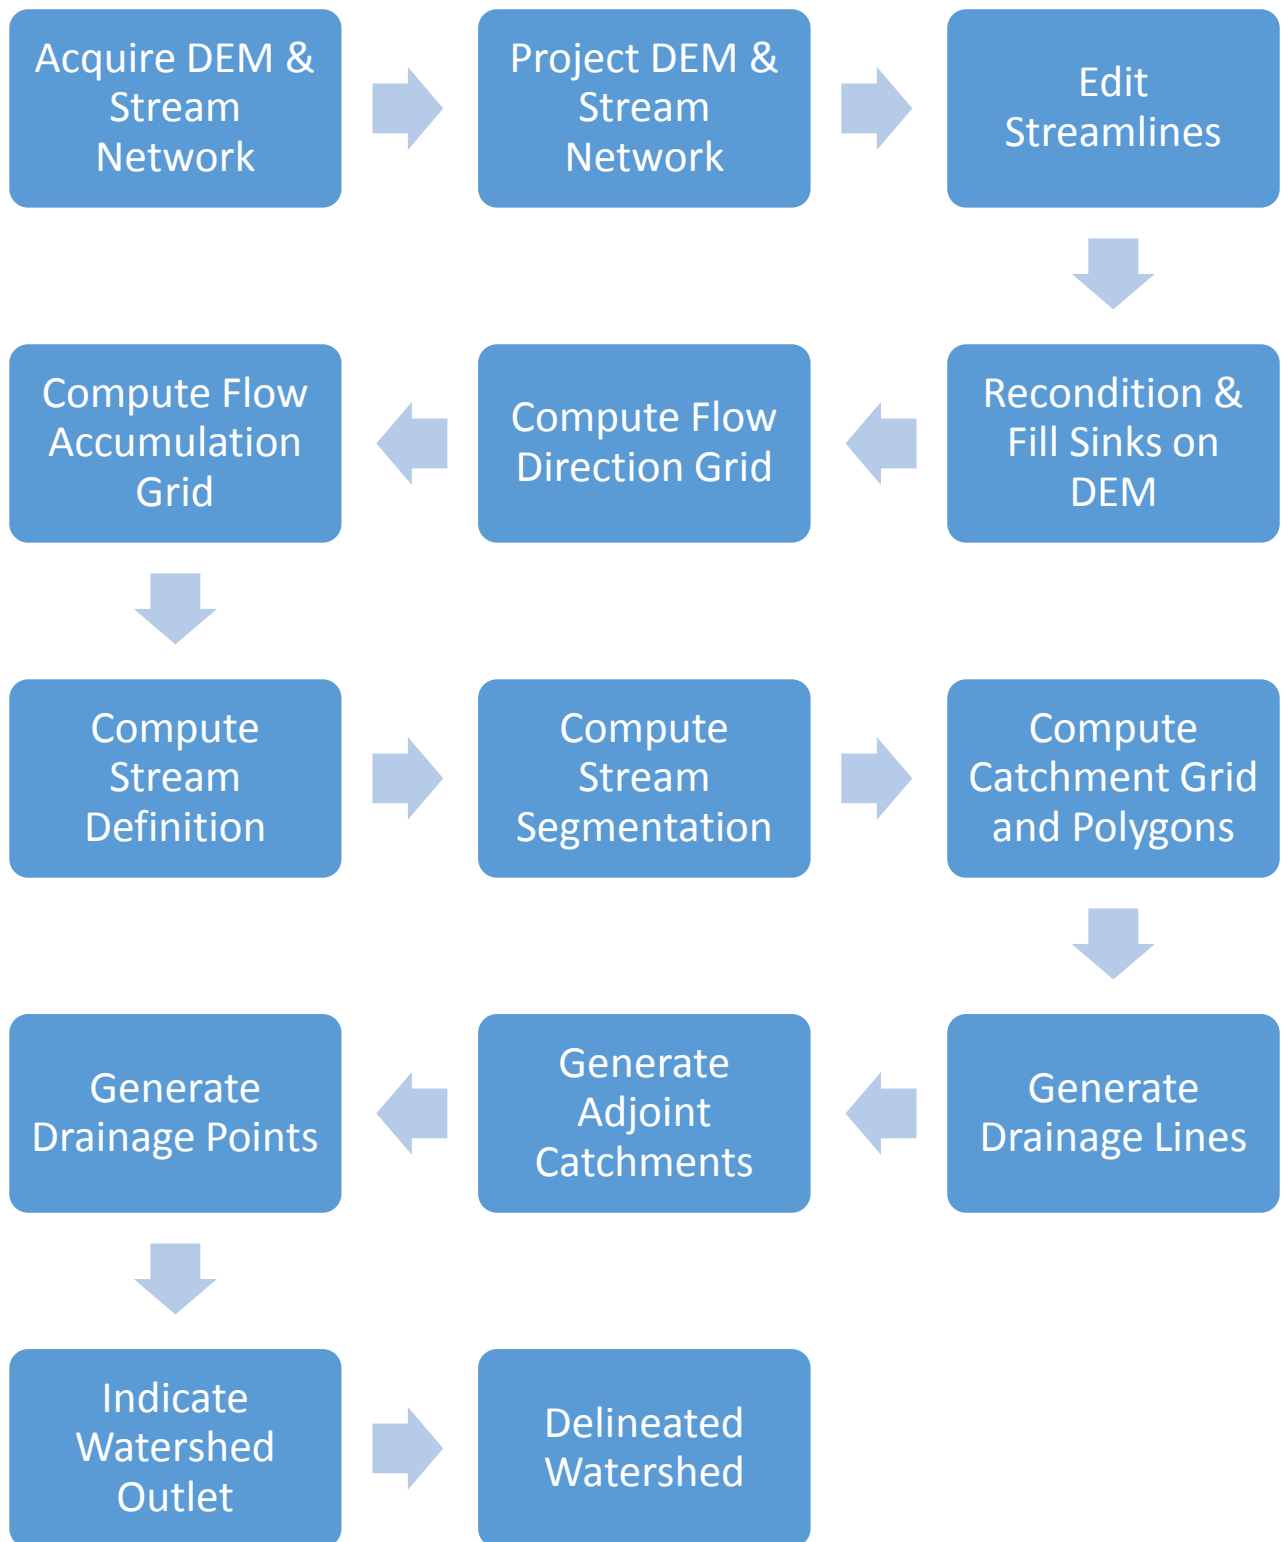 Acquire DEM &
Stream
Network
Project DEM &
Stream
Network
Edit
Streamlines
Recondition &
Fill Sinks on
DEM
Compute Flow
Direction Grid
Compute Flow
Accumulation
Grid
Compute
Stream
Definition
Compute
Stream
Segmentation
Compute
Catchment Grid
and Polygons
Generate
Drainage Lines
Generate
Adjoint
Catchments
Generate
Drainage Points
Indicate
Watershed
Outlet
Delineated
Watershed